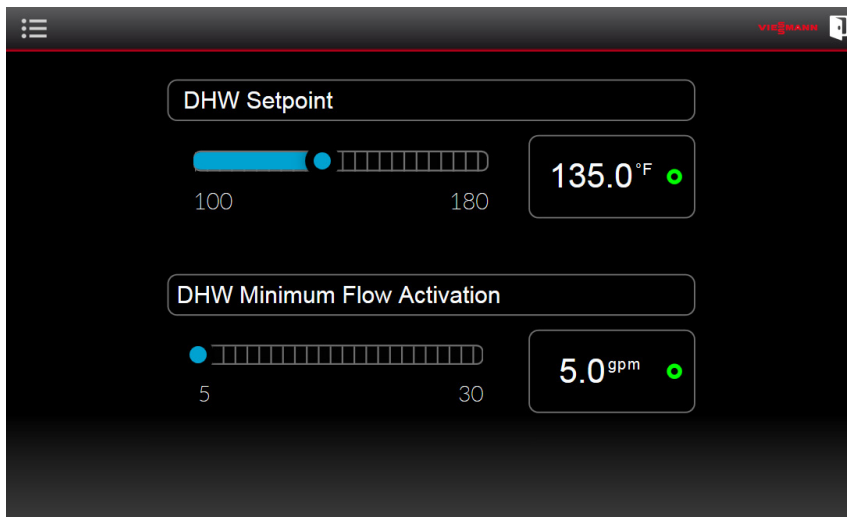 VIESMANN
DHW Setpoint
135.0°F
100 180
DHW Minimum Flow Activation
5.0gpm
5 30